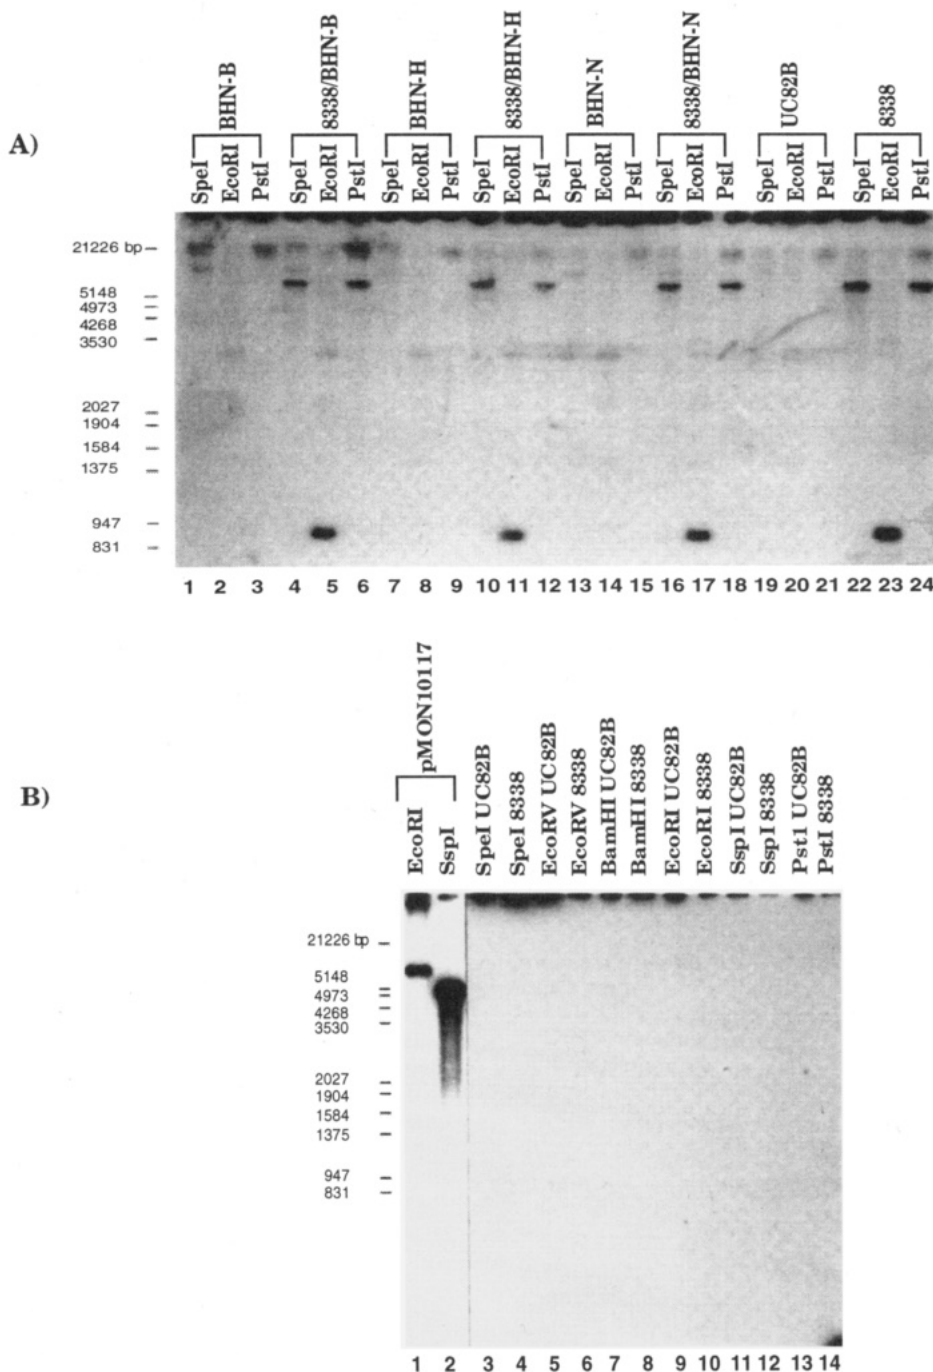 A)
BHN-B 8338/BHN-B BHN-H 8338/BHN-H BHN-N 8338/BHN-N UC82B 8338
SpeI EcoRI PstI SpeI EcoRI PstI SpeI EcoRI PstI SpeI EcoRI PstI SpeI EcoRI PstI SpeI EcoRI PstI SpeI EcoRI PstI SpeI EcoRI PstI
21226 bp
5148
4973
4268
3530
2027
1904
1584
1375
947
831
1 2 3 4 5 6 7 8 9 10 11 12 13 14 15 16 17 18 19 20 21 22 23 24
B)
pMON10117
EcoRI SspI SpeI UC82B SpeI 8338 EcoRV UC82B EcoRV 8338 BamHI UC82B BamHI 8338 EcoRI UC82B EcoRI 8338 SspI UC82B SspI 8338 Pst1 UC82B PstI 8338
21226 bp
5148
4973
4268
3530
2027
1904
1584
1375
947
831
1 2 3 4 5 6 7 8 9 10 11 12 13 14